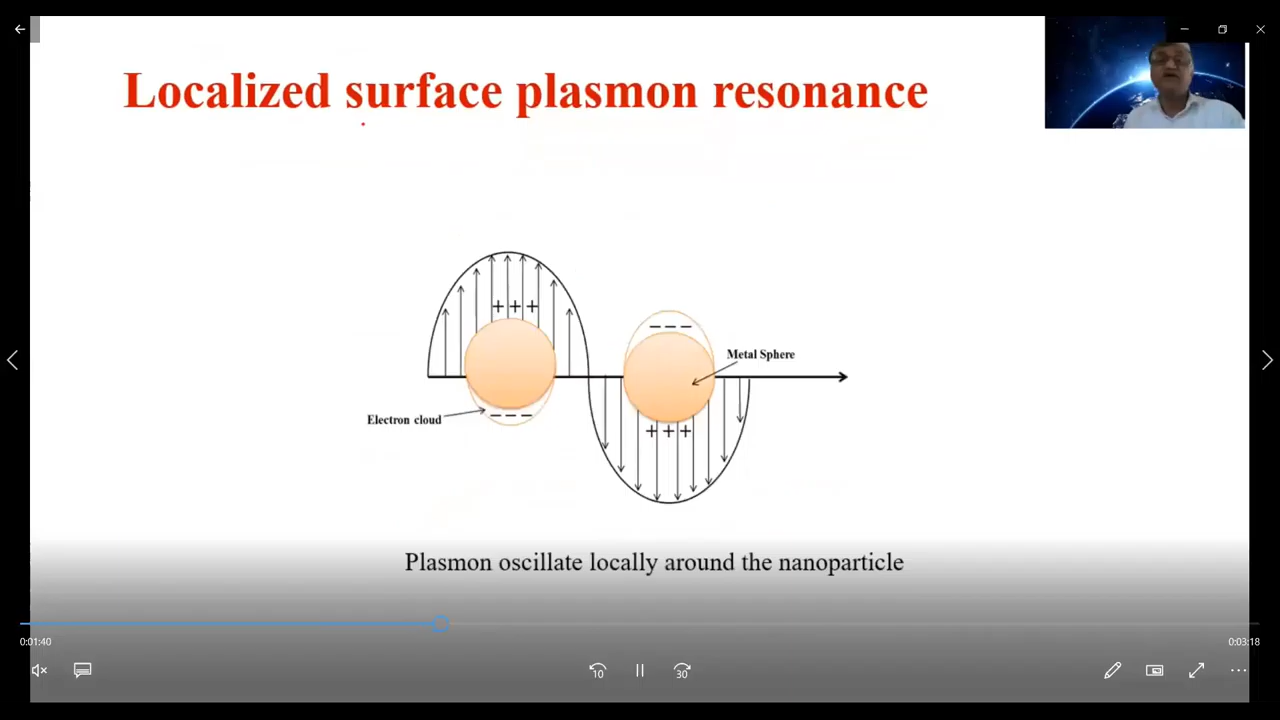 Localized surface plasmon resonance
+ + +
− − −
Metal Sphere
Electron cloud
− − −
+ + +
Plasmon oscillate locally around the nanoparticle
0:01:40
0:03:18
10
30